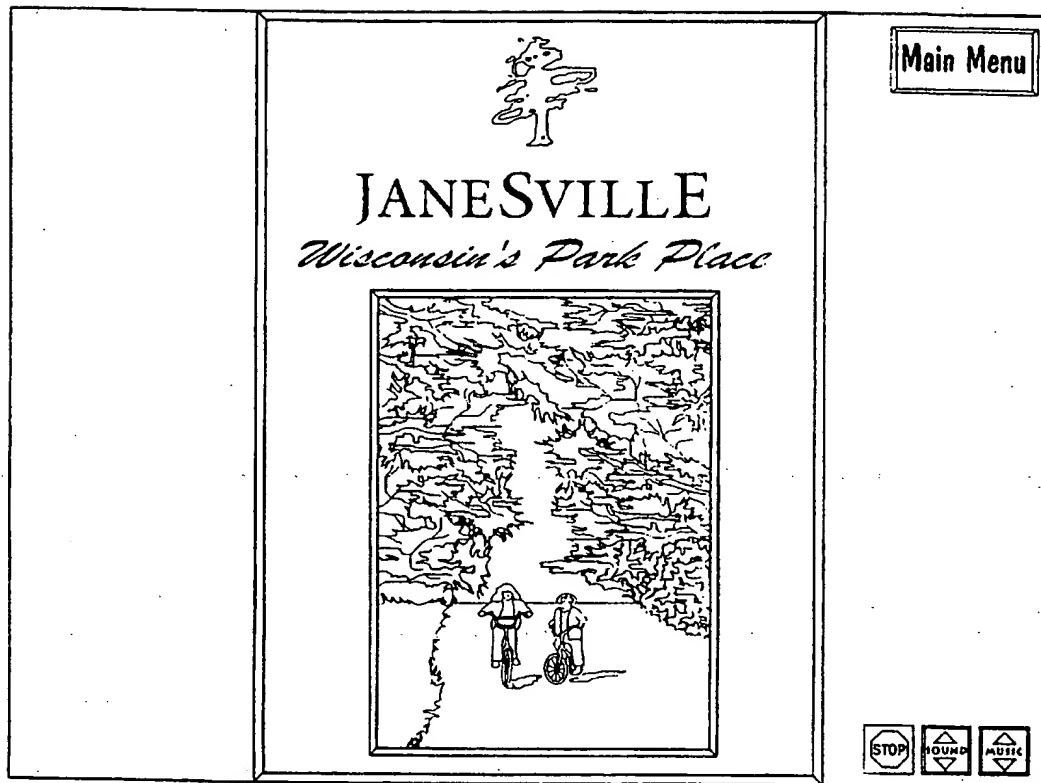 Main Menu
JANESVILLE
Wisconsin's Park Place
STOP
SOUND
MUSIC